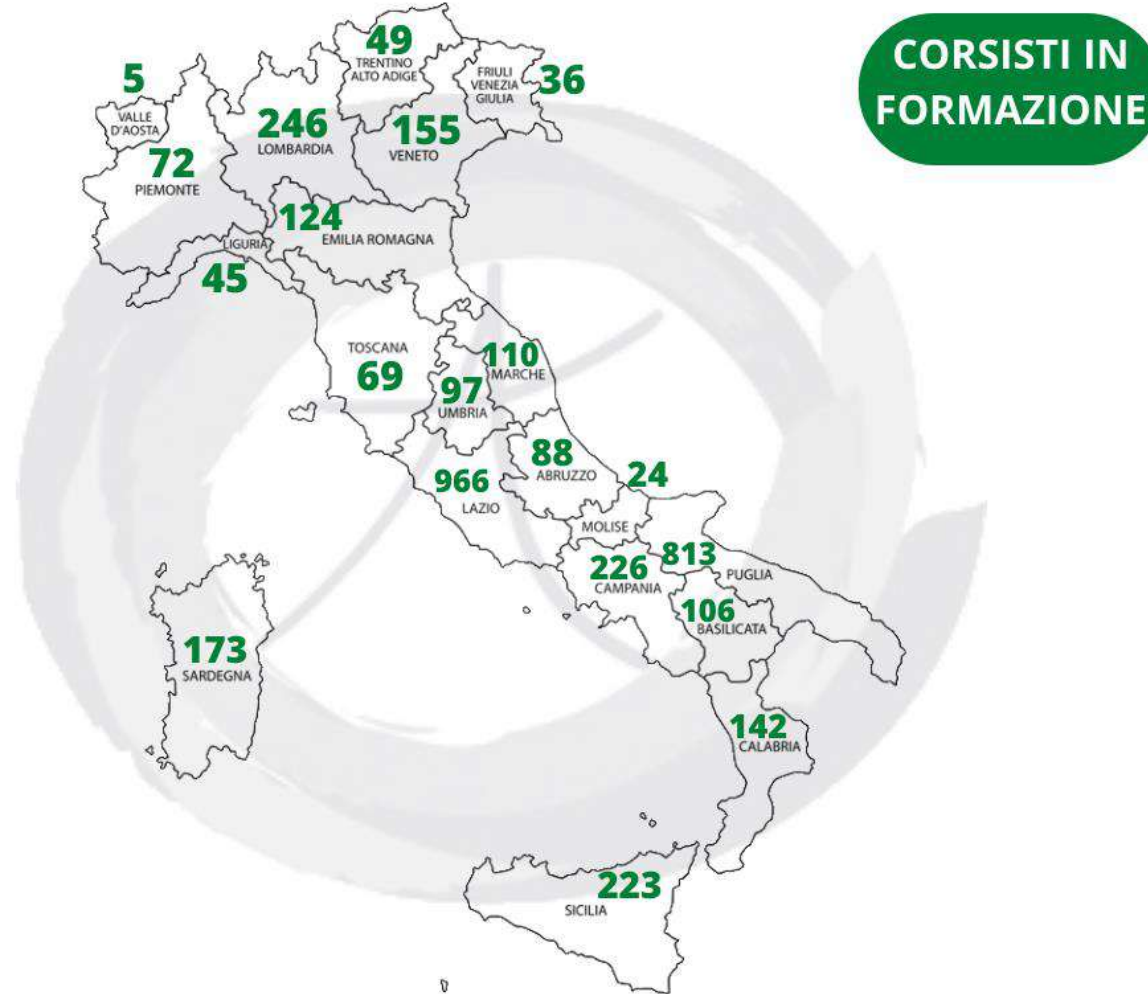 CORSISTI IN
FORMAZIONE
49
TRENTINO
ALTO ADIGE
5
VALLE
D'AOSTA
FRIULI
VENEZIA
GIULIA
36
246
LOMBARDIA
155
VENETO
72
PIEMONTE
124
EMILIA ROMAGNA
LIGURIA
45
TOSCANA
69
110
MARCHE
97
UMBRIA
88
ABRUZZO
24
MOLISE
966
LAZIO
813
PUGLIA
226
CAMPANIA
106
BASILICATA
173
SARDEGNA
142
CALABRIA
223
SICILIA